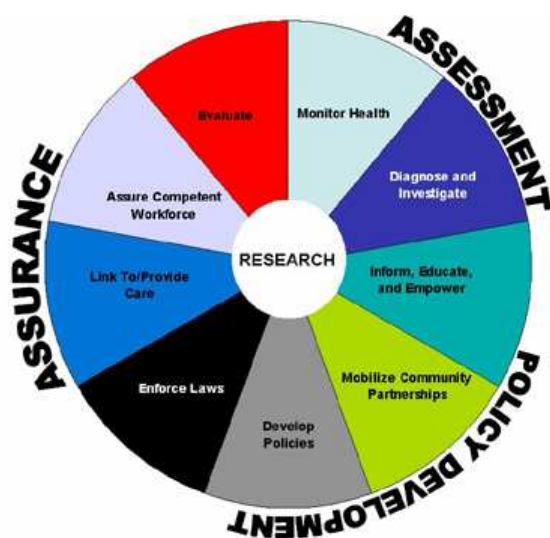 ASSESSMENT
Monitor Health
Diagnose and
Investigate
POLICY DEVELOPMENT
Inform, Educate,
and Empower
Mobilize Community
Partnerships
Develop
Policies
ASSURANCE
Enforce Laws
Link To/Provide
Care
Assure Competent
Workforce
Evaluate
RESEARCH